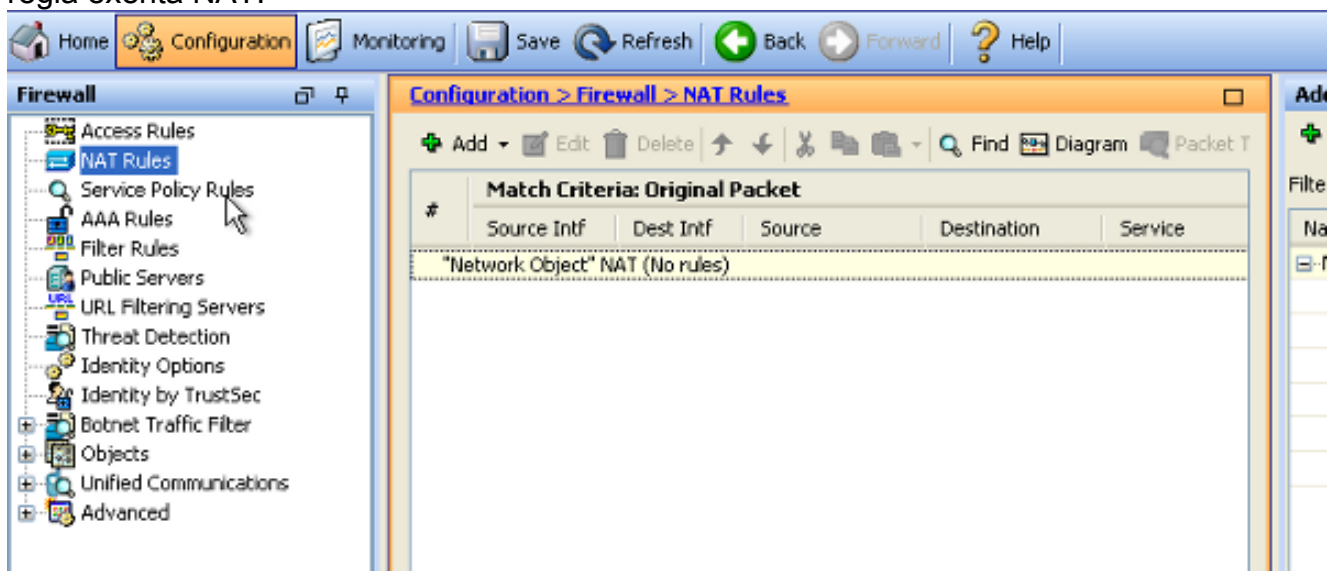 regla exenta NAT.
Home Configuration Monitoring Save Refresh Back Forward Help
Firewall
Access Rules
NAT Rules
Service Policy Rules
AAA Rules
Filter Rules
Public Servers
URL Filtering Servers
Threat Detection
Identity Options
Identity by TrustSec
Botnet Traffic Filter
Objects
Unified Communications
Advanced
Configuration > Firewall > NAT Rules
Add Edit Delete Find Diagram Packet T
# Match Criteria: Original Packet
Source Intf Dest Intf Source Destination Service
"Network Object" NAT (No rules)
Filte
Na